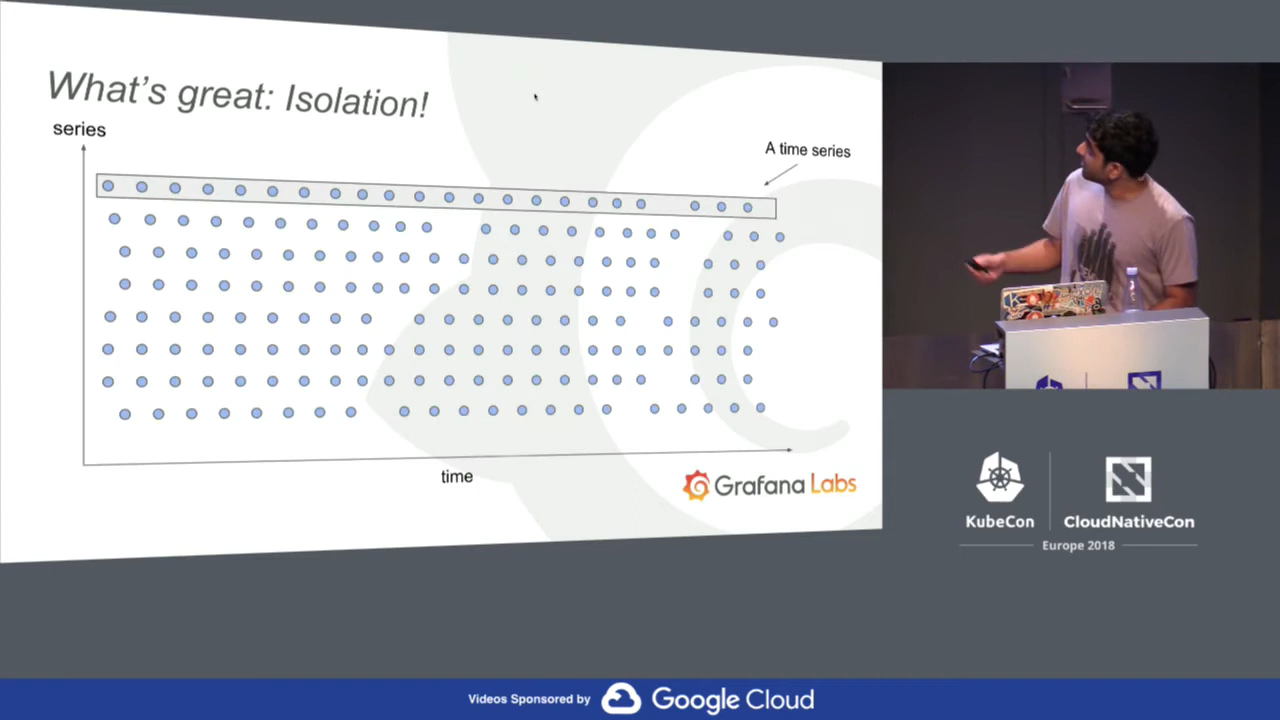 What's great: Isolation!
series
A time series
time
Grafana Labs
KubeCon
CloudNativeCon
Europe 2018
Videos Sponsored by Google Cloud